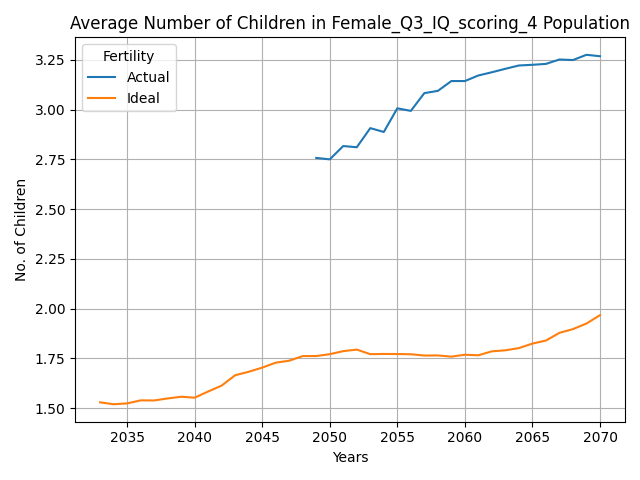 Average Number of Children in Female_Q3_IQ_scoring_4 Population
Fertility
Actual
Ideal
3.25
3.00
2.75
2.50
2.25
2.00
1.75
1.50
No. of Children
2035 2040 2045 2050 2055 2060 2065 2070
Years